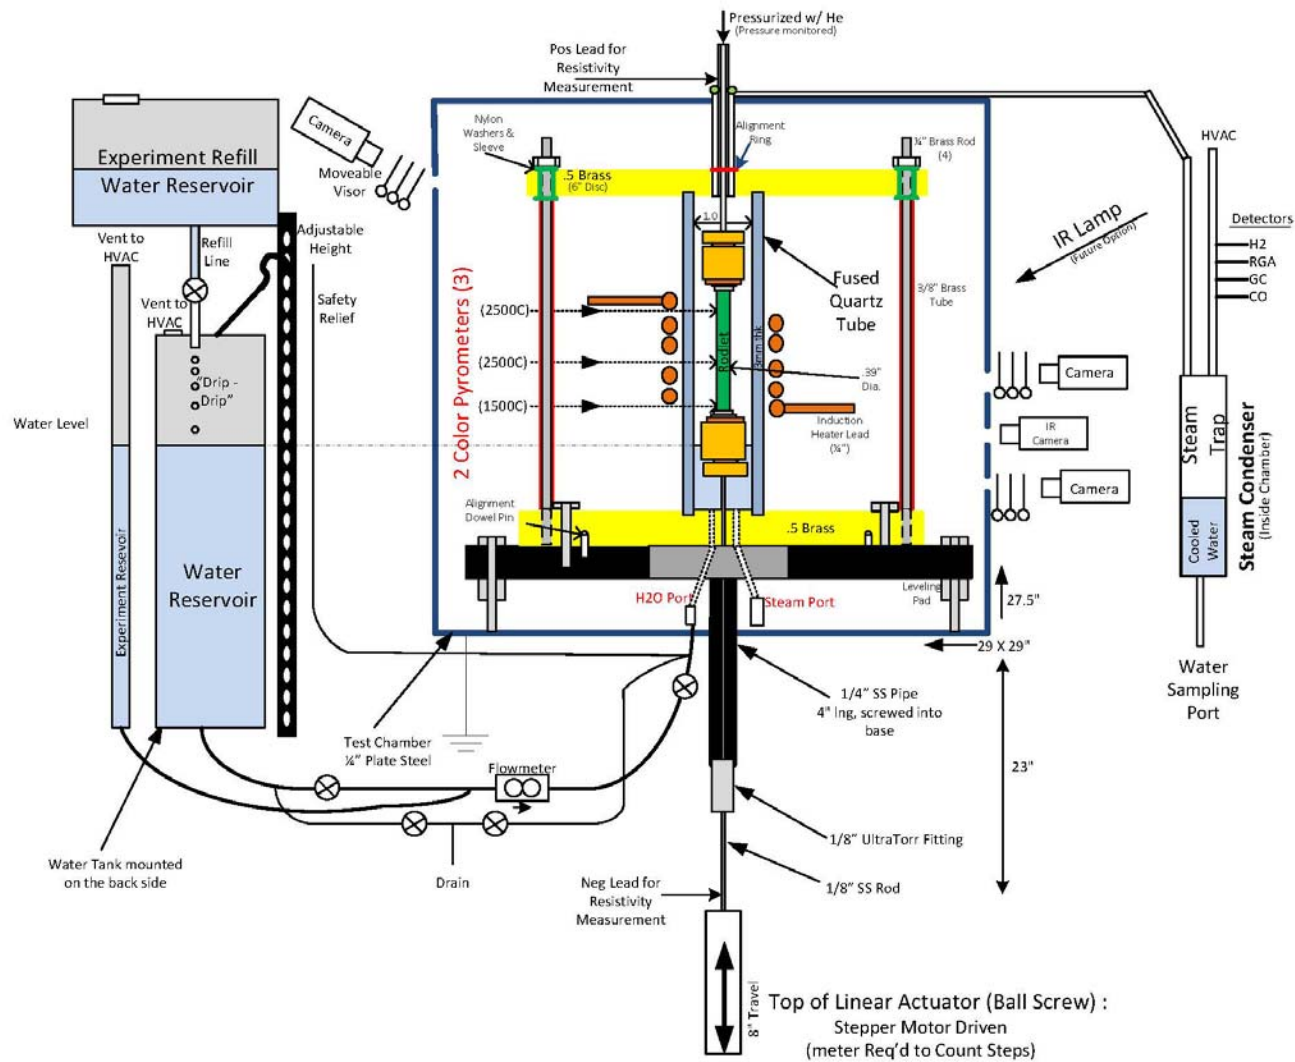 Pressurized w/ He
(Pressure monitored)
Pos Lead for
Resistivity
Measurement
Camera
Moveable
Visor
Nylon
Washers &
Sleeve
Alignment
Ring
¼" Brass Rod
(4)
HVAC
Experiment Refill
Water Reservoir
.5 Brass
(6" Disc)
Detectors
H2
RGA
GC
CO
IR Lamp
(Future Option)
Vent to
HVAC
Refill
Line
Adjustable
Height
1.0
Safety
Relief
Vent to
HVAC
2 Color Pyrometers (3)
(2500C)
(2500C)
(1500C)
Rodlet
3mm thk
Fused
Quartz
Tube
3/8" Brass
Tube
.39"
Dia.
"Drip -
Drip"
Water Level
Induction
Heater Lead
(¼")
Camera
IR
Camera
Camera
Steam
Trap
Cooled
Water
Steam Condenser
(Inside Chamber)
Alignment
Dowel Pin
.5 Brass
Water
Reservoir
Experiment Resevoir
H2O Port
Steam Port
Leveling
Pad
27.5"
29 X 29"
Water
Sampling
Port
1/4" SS Pipe
4" lng, screwed into
base
Test Chamber
¼" Plate Steel
Flowmeter
23"
Water Tank mounted
on the back side
Drain
1/8" UltraTorr Fitting
Neg Lead for
Resistivity
Measurement
1/8" SS Rod
8" Travel
Top of Linear Actuator (Ball Screw) :
Stepper Motor Driven
(meter Req'd to Count Steps)